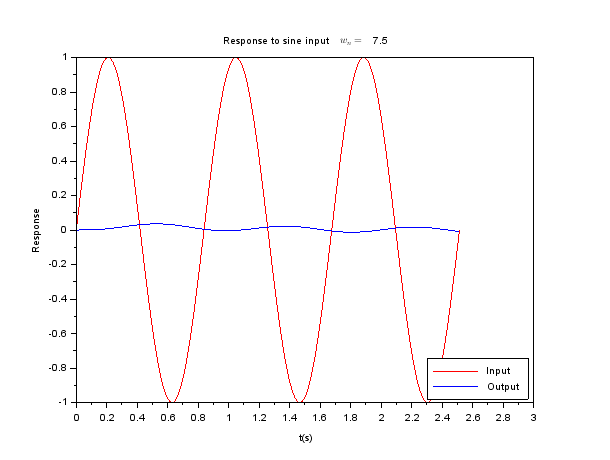 Response to sine input wₙ = 7.5
1
0.8
0.6
0.4
0.2
0
-0.2
-0.4
-0.6
-0.8
-1
Response
0 0.2 0.4 0.6 0.8 1 1.2 1.4 1.6 1.8 2 2.2 2.4 2.6 2.8 3
t(s)
Input
Output